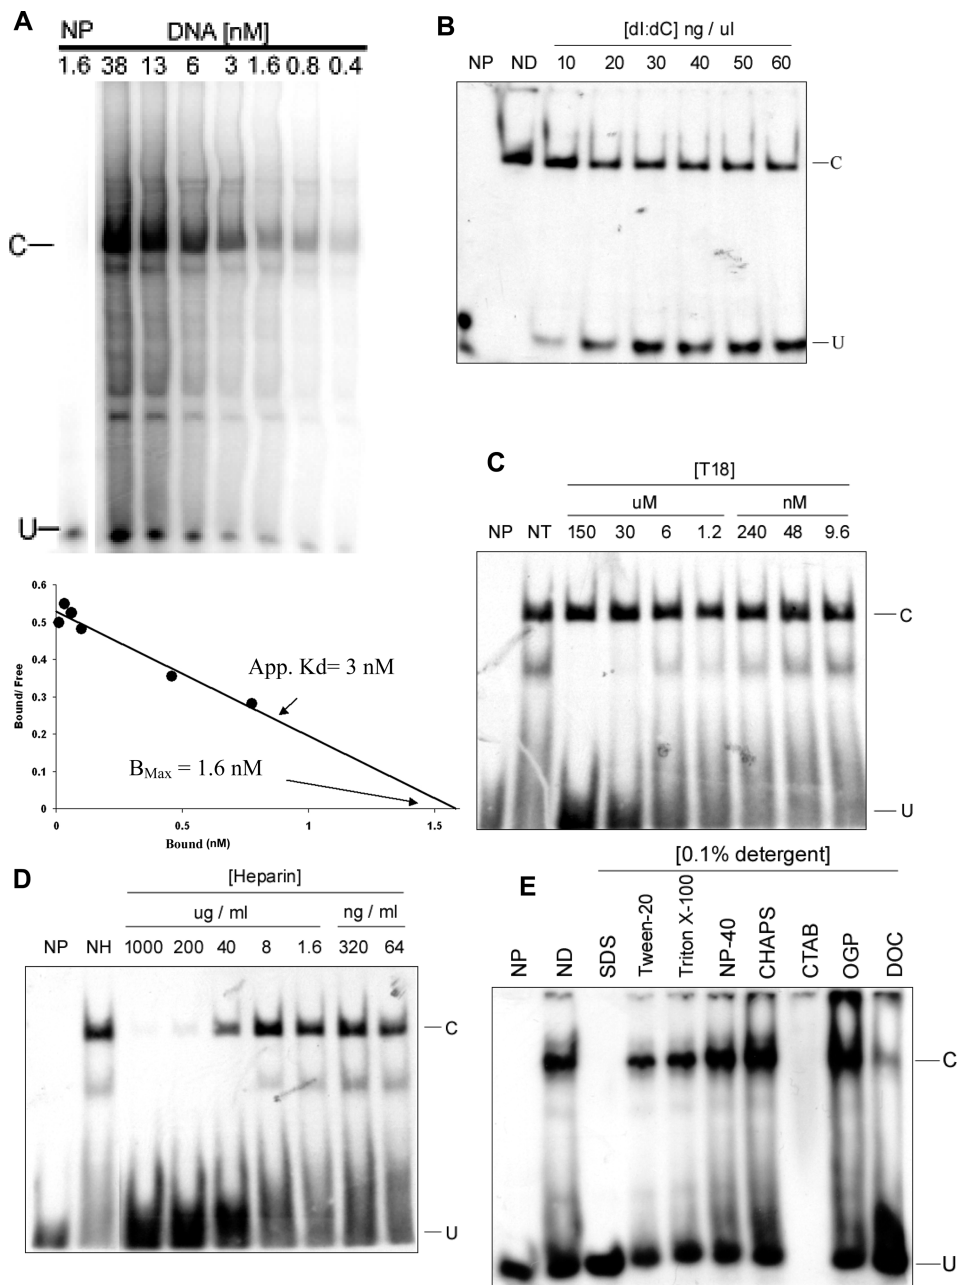 A
NP DNA [nM]
1.6 38 13 6 3 1.6 0.8 0.4
C
U
0.6
0.5
0.4
0.3
0.2
0.1
0
Bound/ Free
App. Kd= 3 nM
BMax = 1.6 nM
0 0.5 1 1.5
Bound (nM)
B
[dI:dC] ng / ul
NP ND 10 20 30 40 50 60
C
U
C
[T18]
uM nM
NP NT 150 30 6 1.2 240 48 9.6
C
U
D
[Heparin]
ug / ml ng / ml
NP NH 1000 200 40 8 1.6 320 64
C
U
E
[0.1% detergent]
NP ND SDS Tween-20 Triton X-100 NP-40 CHAPS CTAB OGP DOC
C
U